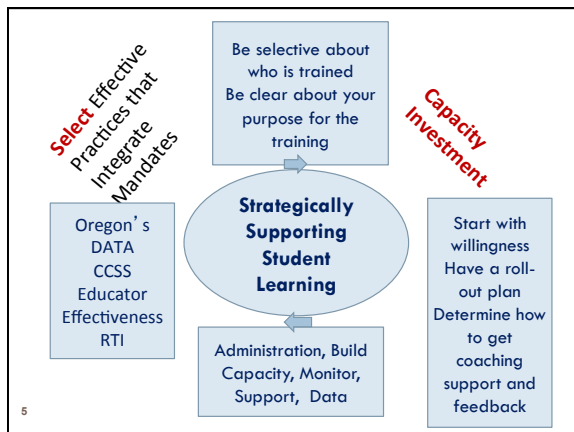 Select Effective
Practices that
Integrate
Mandates
Be selective about
who is trained
Be clear about your
purpose for the
training
Capacity
Investment
Oregon's
DATA
CCSS
Educator
Effectiveness
RTI
Strategically
Supporting
Student
Learning
Start with
willingness
Have a roll-
out plan
Determine how
to get
coaching
support and
feedback
Administration, Build
Capacity, Monitor,
Support, Data
5